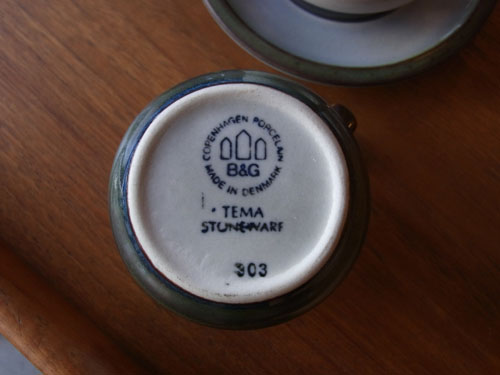 COPENHAGEN PORCELAIN
B&G
MADE IN DENMARK
TEMA
STONEWARE
303